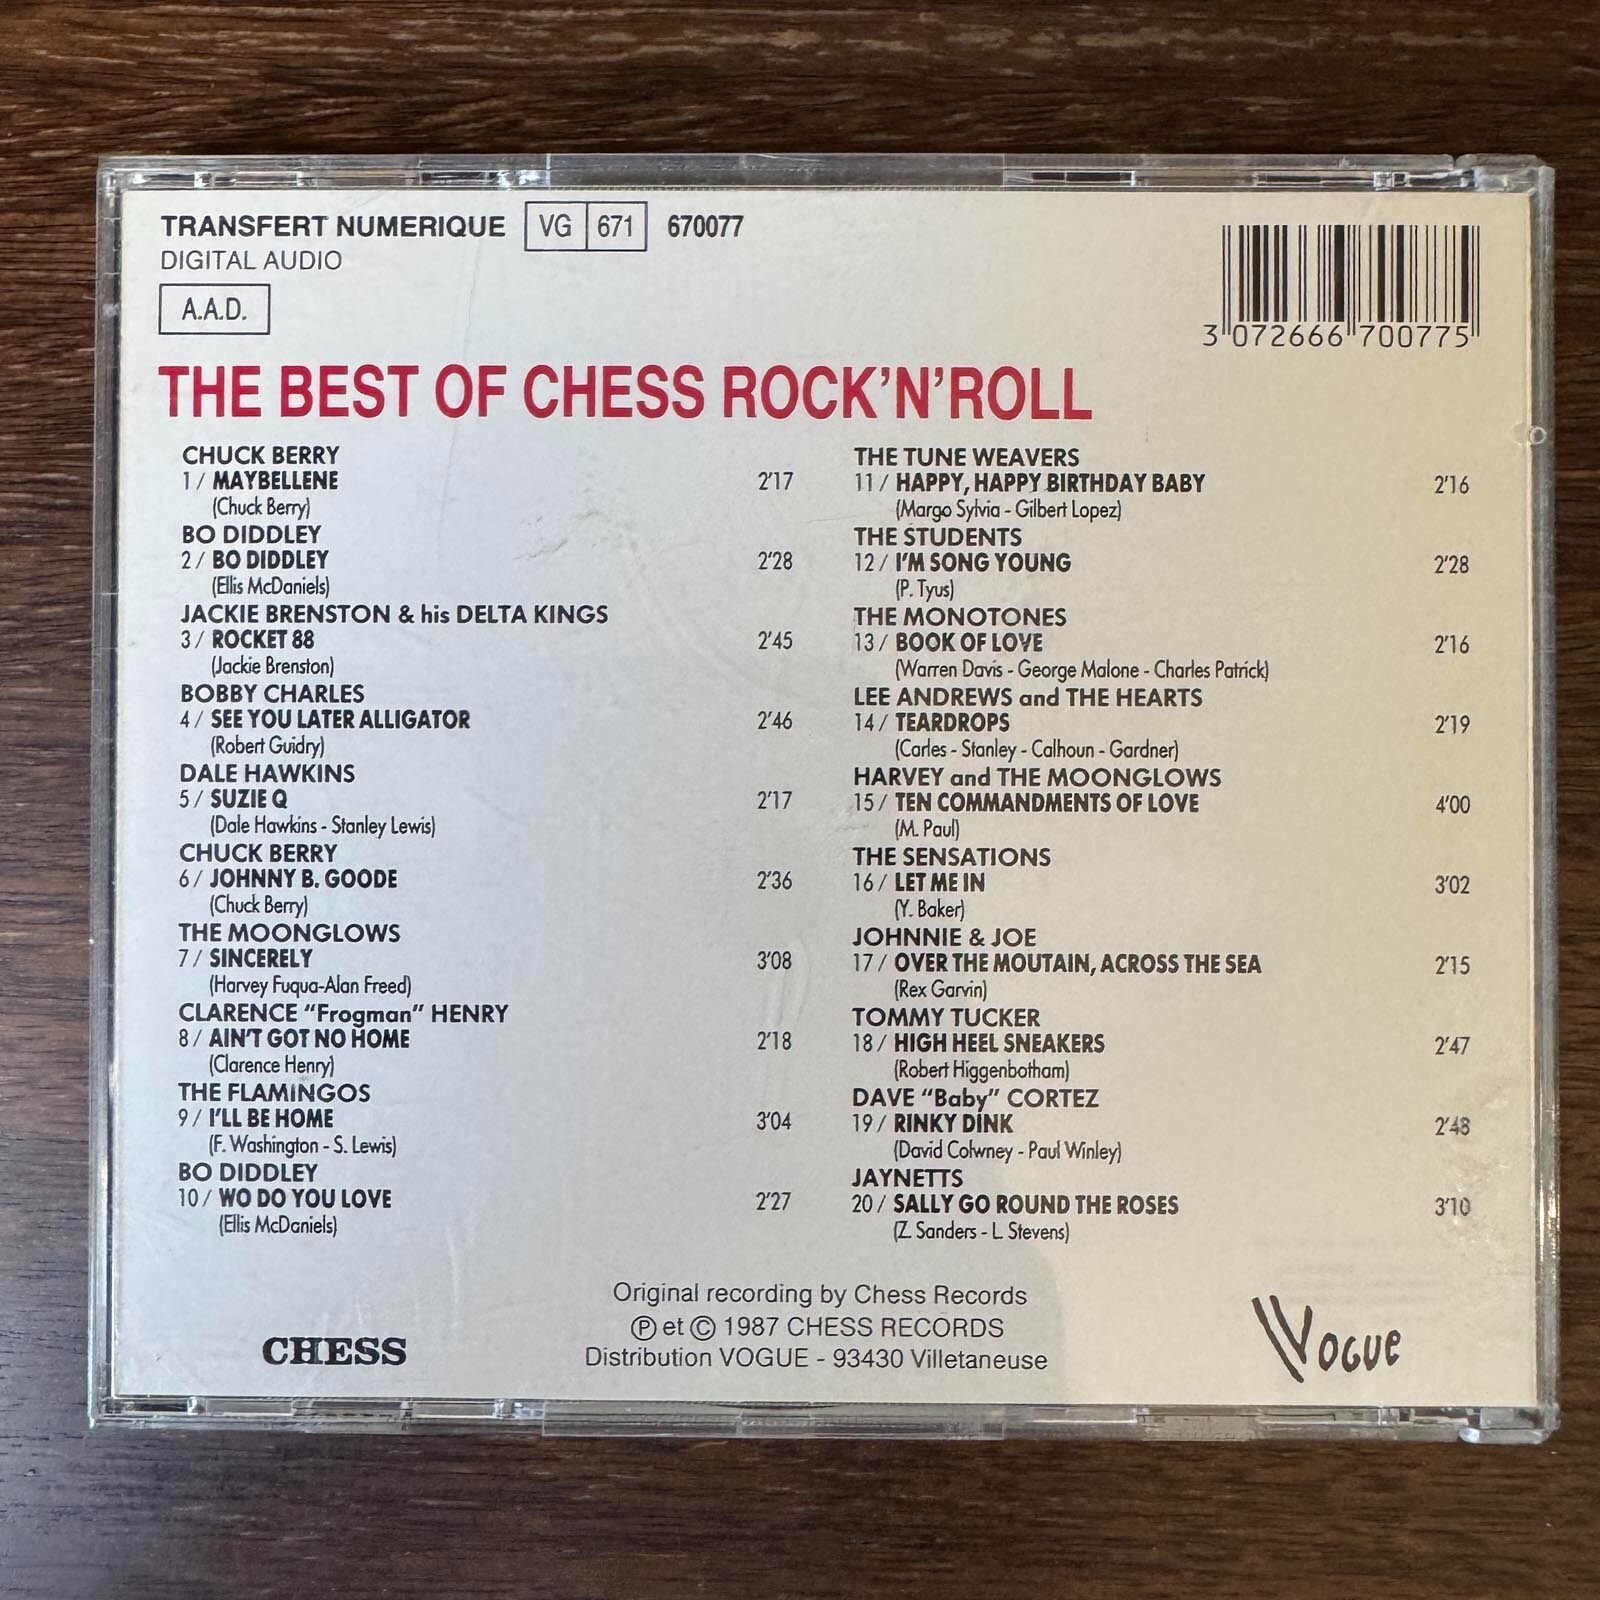 TRANSFERT NUMERIQUE VG 671 670077
DIGITAL AUDIO
A.A.D.
3 072666 700775
THE BEST OF CHESS ROCK'N'ROLL
CHUCK BERRY
1/ MAYBELLENE 2'17
(Chuck Berry)
BO DIDDLEY
2/ BO DIDDLEY 2'28
(Ellis McDaniels)
JACKIE BRENSTON & his DELTA KINGS
3/ ROCKET 88 2'45
(Jackie Brenston)
BOBBY CHARLES
4/ SEE YOU LATER ALLIGATOR 2'46
(Robert Guidry)
DALE HAWKINS
5/ SUZIE Q 2'17
(Dale Hawkins - Stanley Lewis)
CHUCK BERRY
6/ JOHNNY B. GOODE 2'36
(Chuck Berry)
THE MOONGLOWS
7/ SINCERELY 3'08
(Harvey Fuqua-Alan Freed)
CLARENCE "Frogman" HENRY
8/ AIN'T GOT NO HOME 2'18
(Clarence Henry)
THE FLAMINGOS
9/ I'LL BE HOME 3'04
(F. Washington - S. Lewis)
BO DIDDLEY
10/ WO DO YOU LOVE 2'27
(Ellis McDaniels)
THE TUNE WEAVERS
11/ HAPPY, HAPPY BIRTHDAY BABY 2'16
(Margo Sylvia - Gilbert Lopez)
THE STUDENTS
12/ I'M SONG YOUNG 2'28
(P. Tyus)
THE MONOTONES
13/ BOOK OF LOVE 2'16
(Warren Davis - George Malone - Charles Patrick)
LEE ANDREWS and THE HEARTS
14/ TEARDROPS 2'19
(Carles - Stanley - Calhoun - Gardner)
HARVEY and THE MOONGLOWS
15/ TEN COMMANDMENTS OF LOVE 4'00
(M. Paul)
THE SENSATIONS
16/ LET ME IN 3'02
(Y. Baker)
JOHNNIE & JOE
17/ OVER THE MOUTAIN, ACROSS THE SEA 2'15
(Rex Garvin)
TOMMY TUCKER
18/ HIGH HEEL SNEAKERS 2'47
(Robert Higgenbotham)
DAVE "Baby" CORTEZ
19/ RINKY DINK 2'48
(David Colwney - Paul Winley)
JAYNETTS
20/ SALLY GO ROUND THE ROSES 3'10
(Z. Sanders - L. Stevens)
Original recording by Chess Records
Ⓟ et © 1987 CHESS RECORDS
Distribution VOGUE - 93430 Villetaneuse
CHESS
VOGUE